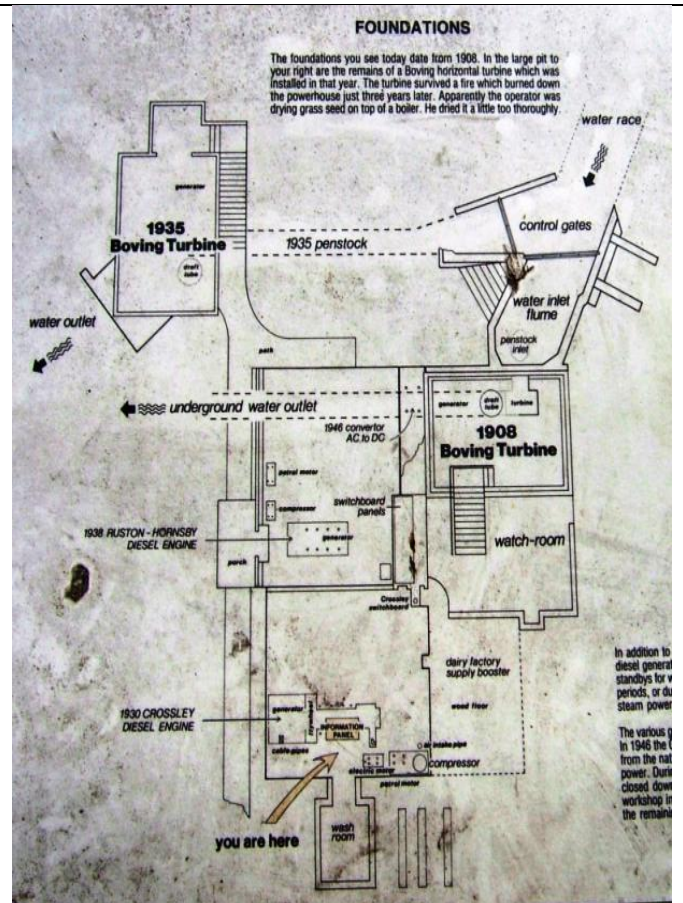 FOUNDATIONS
The foundations you see today date from 1908. In the large pit to
your right are the remains of a Boving horizontal turbine which was
installed in that year. The turbine survived a fire which burned down
the powerhouse just three years later. Apparently the operator was
drying grass seed on top of a boiler. He dried it a little too thoroughly.
water race
generator
1935
Boving Turbine
draft
tube
1935 penstock
control gates
water inlet
flume
penstock
inlet
water outlet
path
underground water outlet
generator
draft
tube
turbine
1908
Boving Turbine
1946 convertor
AC to DC
petrol motor
compressor
switchboard
panels
1938 RUSTON - HORNSBY
DIESEL ENGINE
generator
watch-room
porch
Crossley
switchboard
dairy factory
supply booster
wood floor
1930 CROSSLEY
DIESEL ENGINE
generator
flywheel
INFORMATION
PANEL
cable pipes
air intake pipe
electric motor
compressor
petrol motor
you are here
wash
room
In addition to
diesel generat
standbys for w
periods, or du
steam power
The various g
In 1946 the
from the nat
power. Durin
closed down
workshop in
the remaini